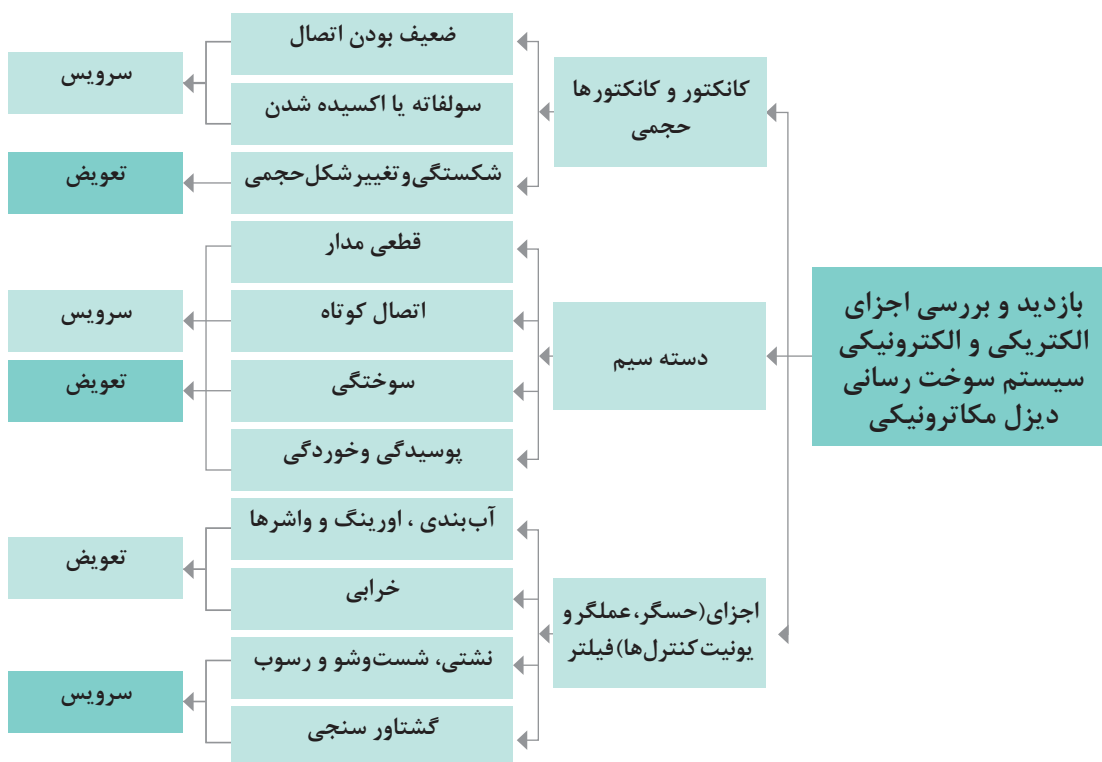 بازدید و بررسی اجزای
الکتریکی و الکترونیکی
سیستم سوخت رسانی
دیزل مکاترونیکی
کانکتور و کانکتورها
حجمی
ضعیف بودن اتصال
سولفاته یا اکسیده شدن
سرویس
شکستگی‌وتغییرشکل‌حجمی
تعویض
دسته سیم
قطعی مدار
اتصال کوتاه
سوختگی
پوسیدگی وخوردگی
سرویس
تعویض
اجزای(حسگر،عملگرو
یونیت‌کنترل‌ها)فیلتر
آب‌بندی ، اورینگ و واشرها
خرابی
تعویض
نشتی، شست‌وشو و رسوب
گشتاور سنجی
سرویس